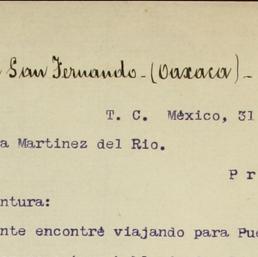 San Fernando-(Oaxaca)-
T. C. México, 31
a Martinez del Rio.
P r
ntura:
nte encontré viajando para Pue